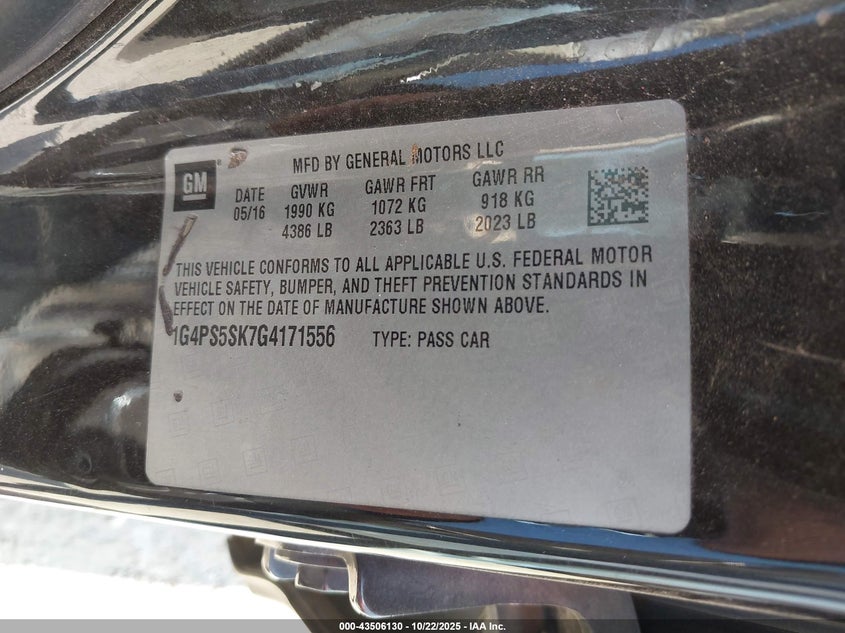 GM
MFD BY GENERAL MOTORS LLC
DATE GVWR GAWR FRT GAWR RR
05/16 1990 KG 1072 KG 918 KG
4386 LB 2363 LB 2023 LB
THIS VEHICLE CONFORMS TO ALL APPLICABLE U.S. FEDERAL MOTOR
VEHICLE SAFETY, BUMPER, AND THEFT PREVENTION STANDARDS IN
EFFECT ON THE DATE OF MANUFACTURE SHOWN ABOVE.
1G4PS5SK7G4171556 TYPE: PASS CAR
000-43506130 - 10/22/2025 - IAA Inc.